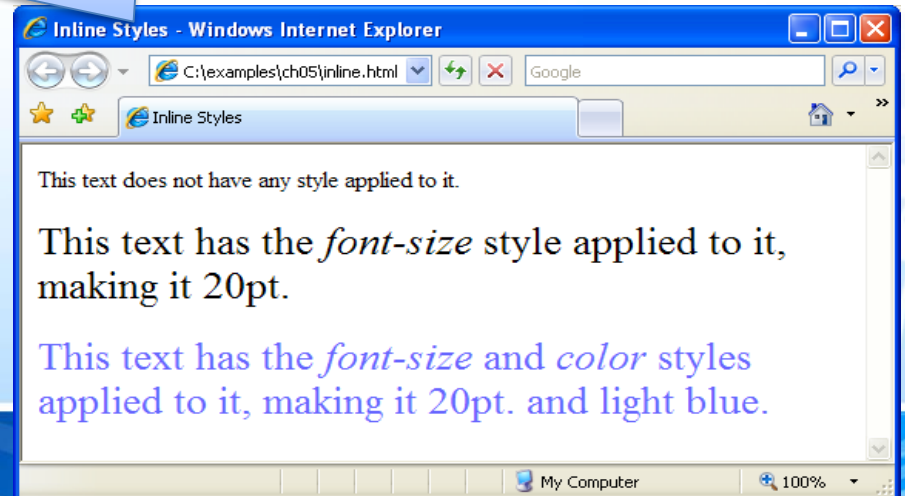 Inline Styles - Windows Internet Explorer
C:\examples\ch05\inline.html
Google
Inline Styles
This text does not have any style applied to it.
This text has the font-size style applied to it,
making it 20pt.
This text has the font-size and color styles
applied to it, making it 20pt. and light blue.
My Computer
100%